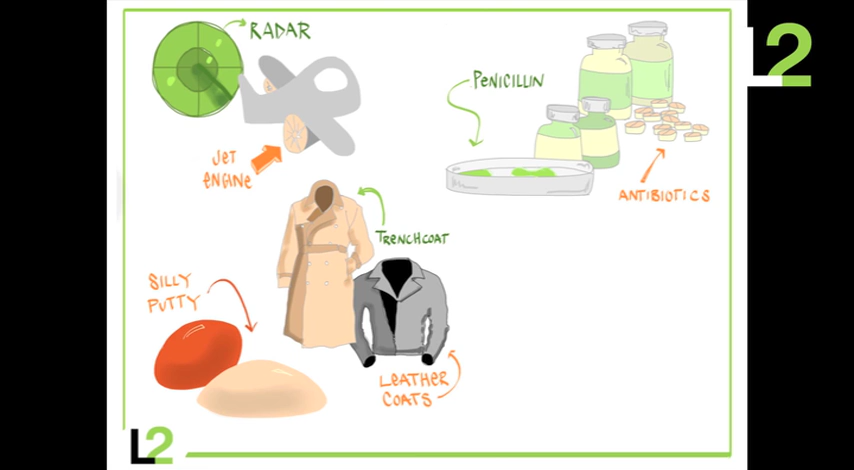 RADAR
L2
PENICILLIN
JET
ENGINE
ANTIBIOTICS
TRENCHCOAT
SILLY
PUTTY
LEATHER
COATS
L2